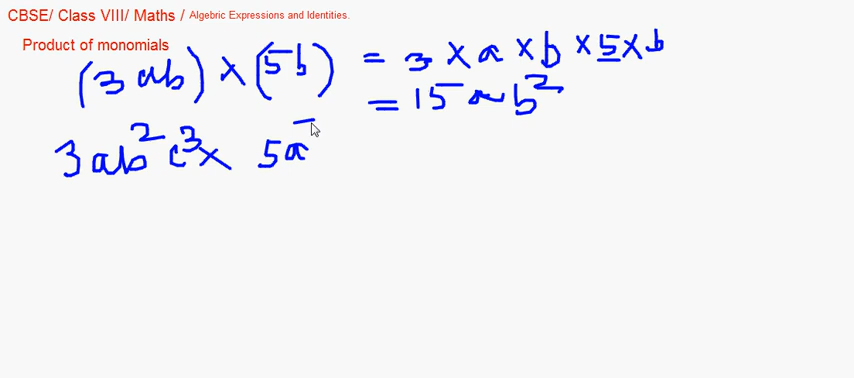 CBSE/ Class VIII/ Maths / Algebric Expressions and Identities.
Product of monomials
(3ab) × (5b) = 3 × a × b × 5 × b
= 15ab²
3ab²c³ × 5a